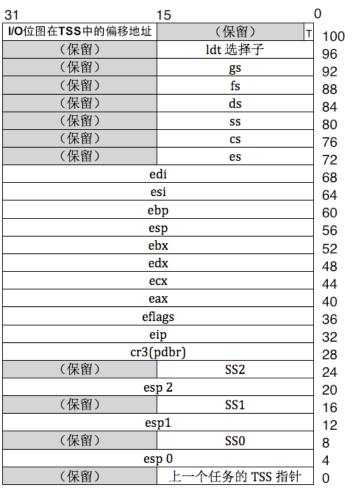 31 15 0
I/O位图在TSS中的偏移地址 （保留） T 100
（保留） ldt 选择子 96
（保留） gs 92
（保留） fs 88
（保留） ds 84
（保留） ss 80
（保留） cs 76
（保留） es 72
edi 68
esi 64
ebp 60
esp 56
ebx 52
edx 48
ecx 44
eax 40
eflags 36
eip 32
cr3(pdbr) 28
（保留） SS2 24
esp 2 20
（保留） SS1 16
esp1 12
（保留） SS0 8
esp 0 4
（保留） 上一个任务的 TSS 指针 0